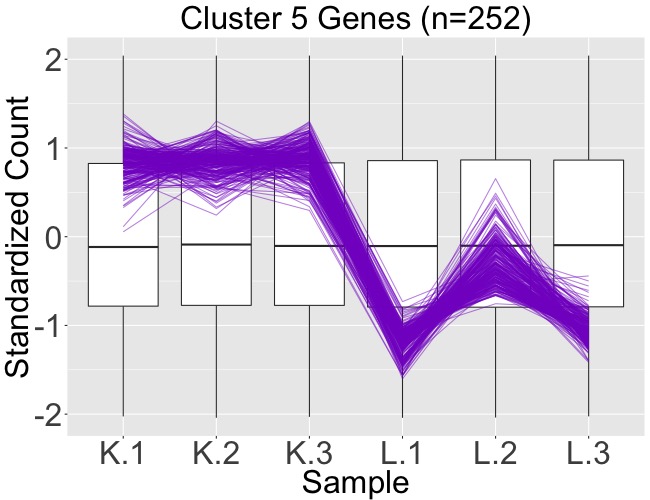 Cluster 5 Genes (n=252)
Standardized Count
2
1
0
-1
-2
K.1 K.2 K.3 L.1 L.2 L.3
Sample